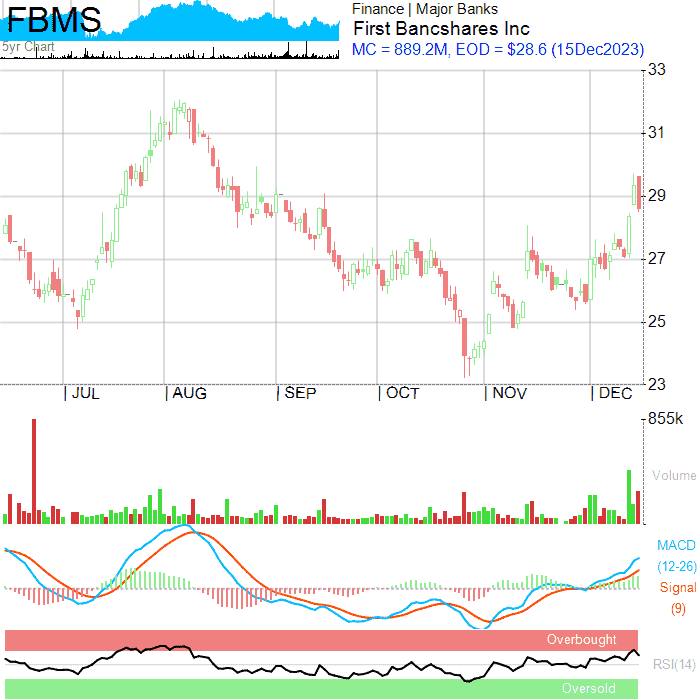 FBMS
5yr Chart
Finance | Major Banks
First Bancshares Inc
MC = 889.2M, EOD = $28.6 (15Dec2023)
33
31
29
27
25
23
| JUL | AUG | SEP | OCT | NOV | DEC
855k
Volume
MACD
(12-26)
Signal
(9)
Overbought
RSI(14)
Oversold